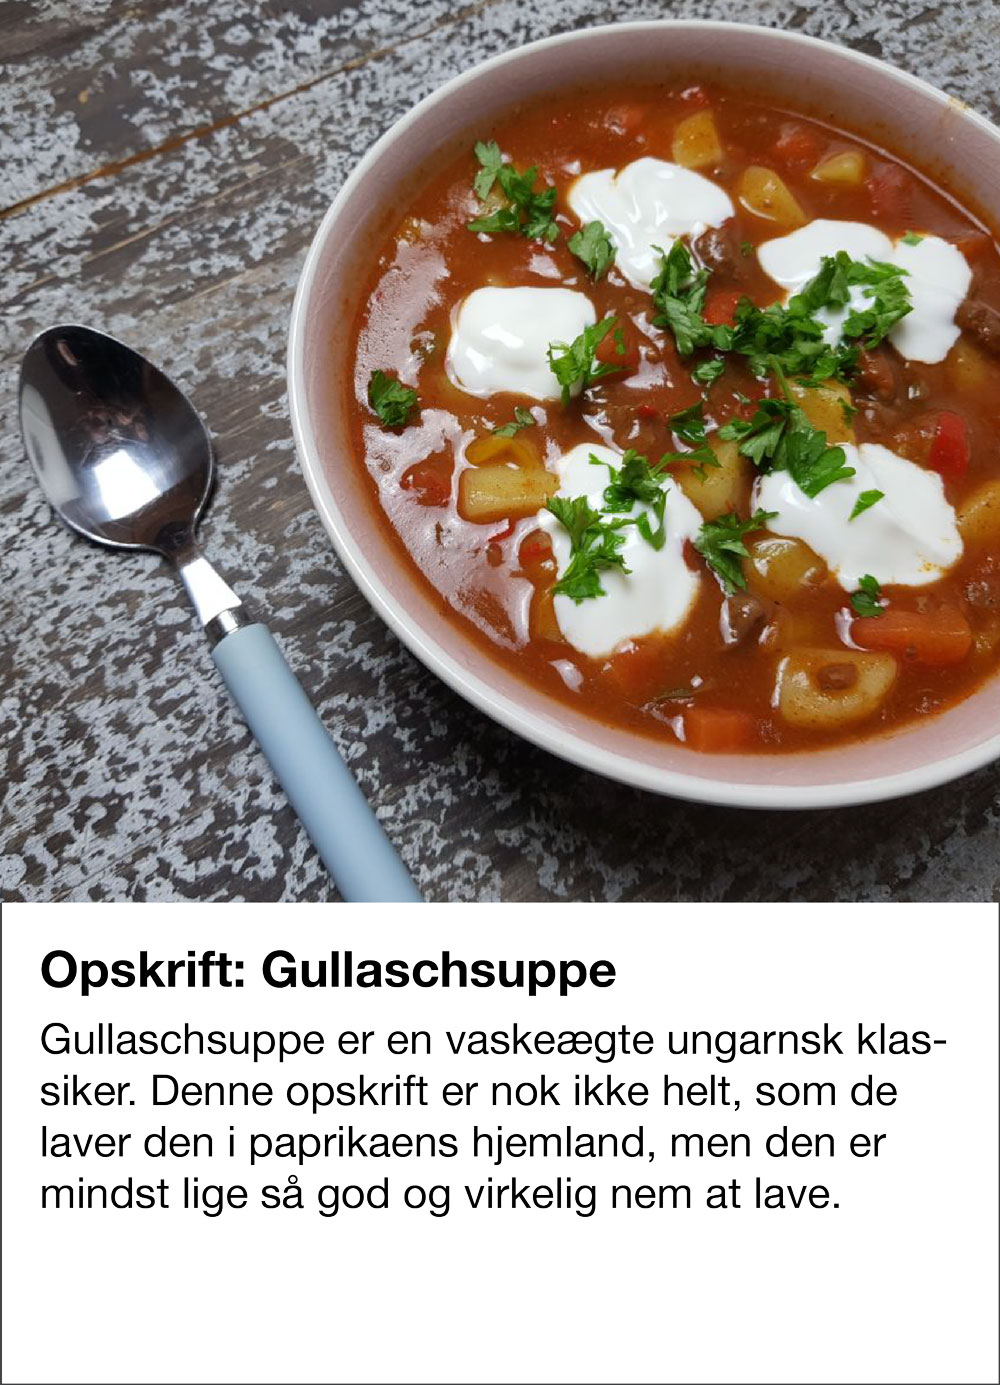 Opskrift: Gullaschsuppe
Gullaschsuppe er en vaskeægte ungarnsk klas-
siker. Denne opskrift er nok ikke helt, som de
laver den i paprikaens hjemland, men den er
mindst lige så god og virkelig nem at lave.